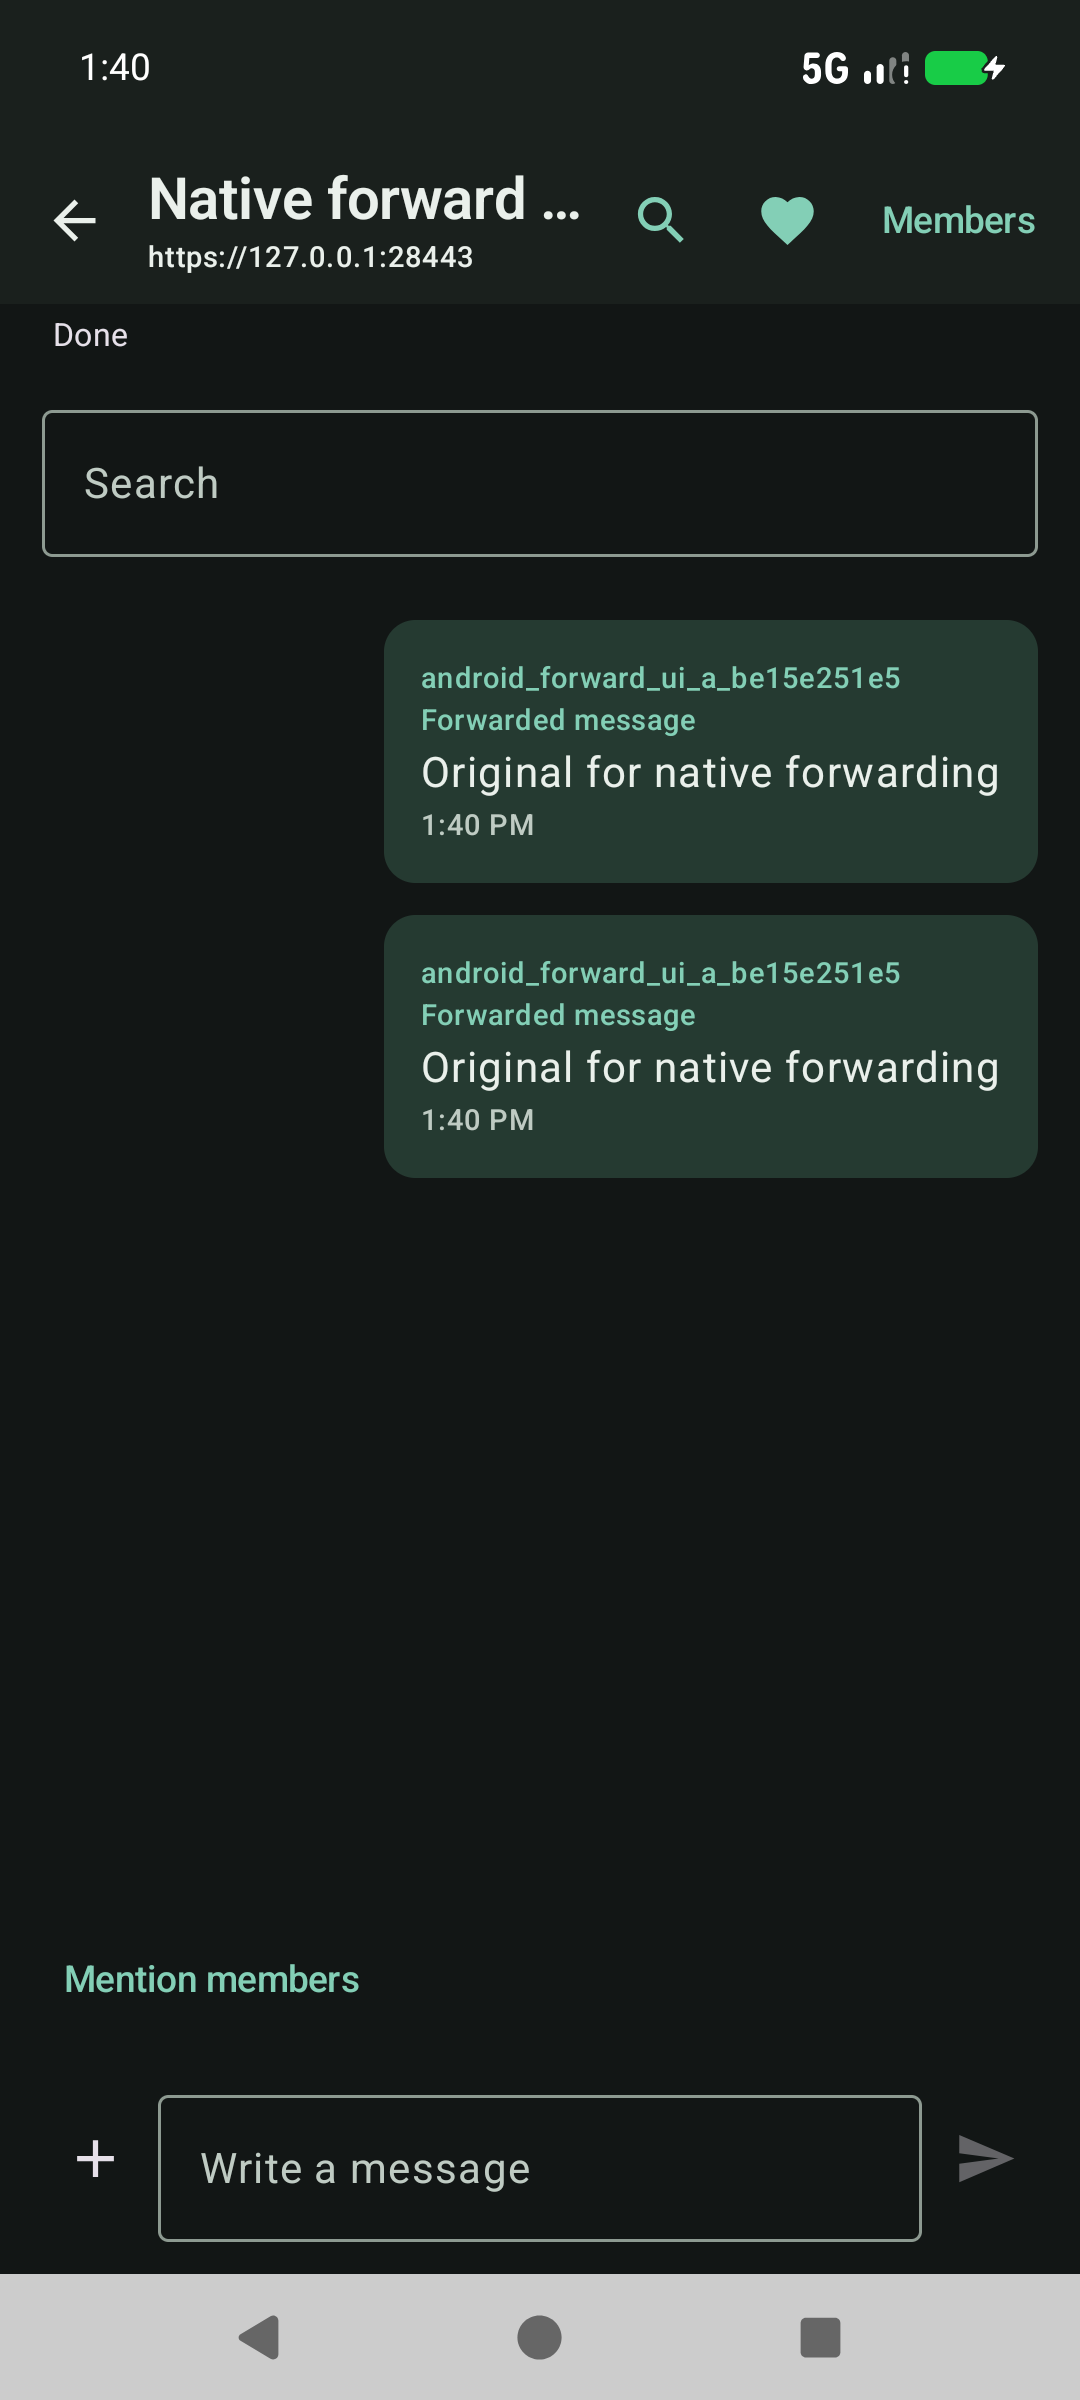 1:40
5G
Native forward ...
https://127.0.0.1:28443
Members
Done
Search
android_forward_ui_a_be15e251e5
Forwarded message
Original for native forwarding
1:40 PM
android_forward_ui_a_be15e251e5
Forwarded message
Original for native forwarding
1:40 PM
Mention members
Write a message